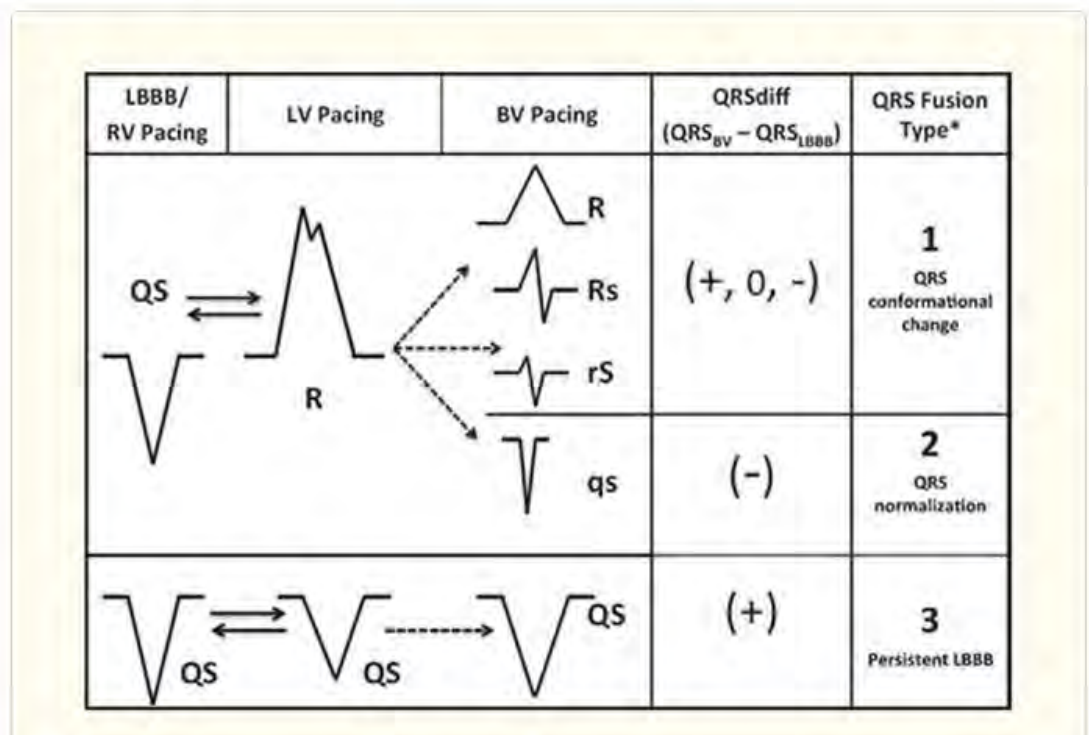 LBBB/
RV Pacing
LV Pacing
BV Pacing
QRSdiff
(QRSBV – QRSLBBB)
QRS Fusion
Type*
QS
R
R
Rs
rS
qs
(+, 0, -)
1
QRS
conformational
change
(-)
2
QRS
normalization
QS
QS
QS
(+)
3
Persistent LBBB